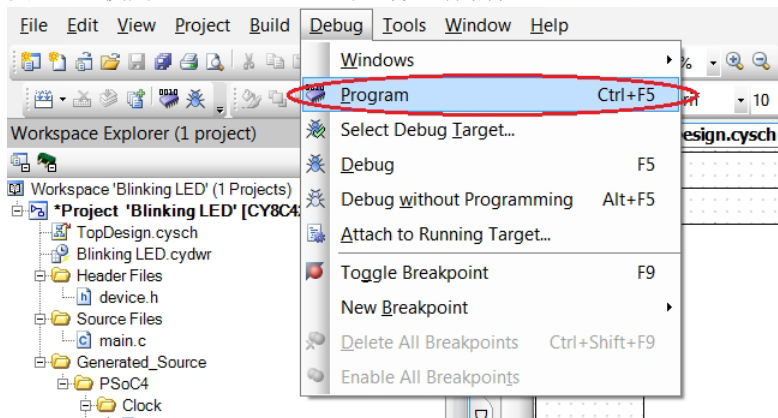 File Edit View Project Build Debug Tools Window Help
Windows
%
Program Ctrl+F5
10
Workspace Explorer (1 project)
Select Debug Target...
esign.cysch
Debug F5
Workspace 'Blinking LED' (1 Projects)
Debug without Programming Alt+F5
*Project 'Blinking LED' [CY8C4
TopDesign.cysch
Attach to Running Target...
Blinking LED.cydwr
Header Files
Toggle Breakpoint F9
device.h
New Breakpoint
Source Files
main.c
Delete All Breakpoints Ctrl+Shift+F9
Generated_Source
Enable All Breakpoints
PSoC4
Clock